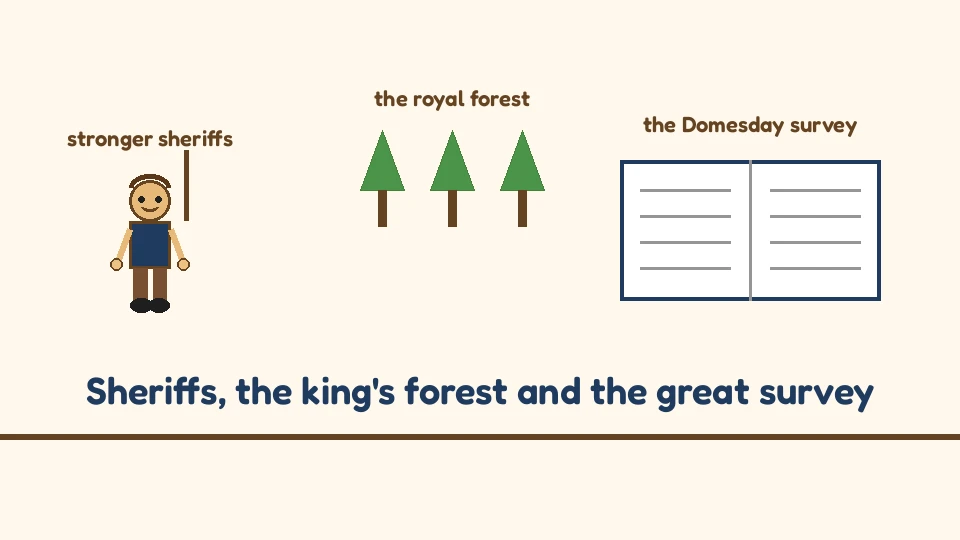 stronger sheriffs
the royal forest
the Domesday survey
Sheriffs, the king's forest and the great survey